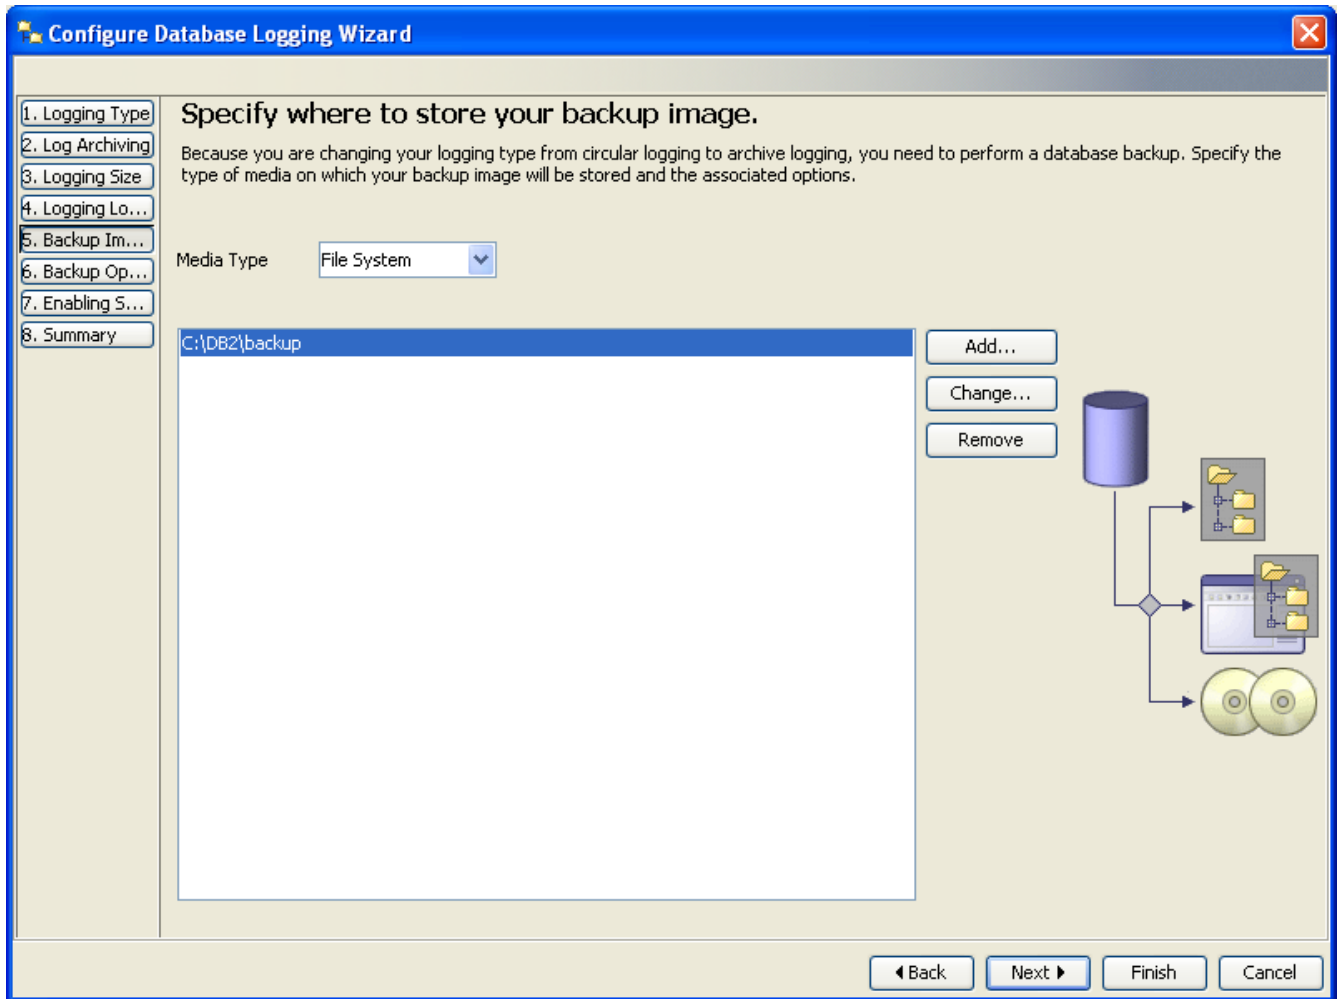 Configure Database Logging Wizard
1. Logging Type
2. Log Archiving
3. Logging Size
4. Logging Lo...
5. Backup Im...
6. Backup Op...
7. Enabling S...
8. Summary
Specify where to store your backup image.
Because you are changing your logging type from circular logging to archive logging, you need to perform a database backup. Specify the
type of media on which your backup image will be stored and the associated options.
Media Type File System
C:\DB2\backup
Add...
Change...
Remove
Back Next Finish Cancel